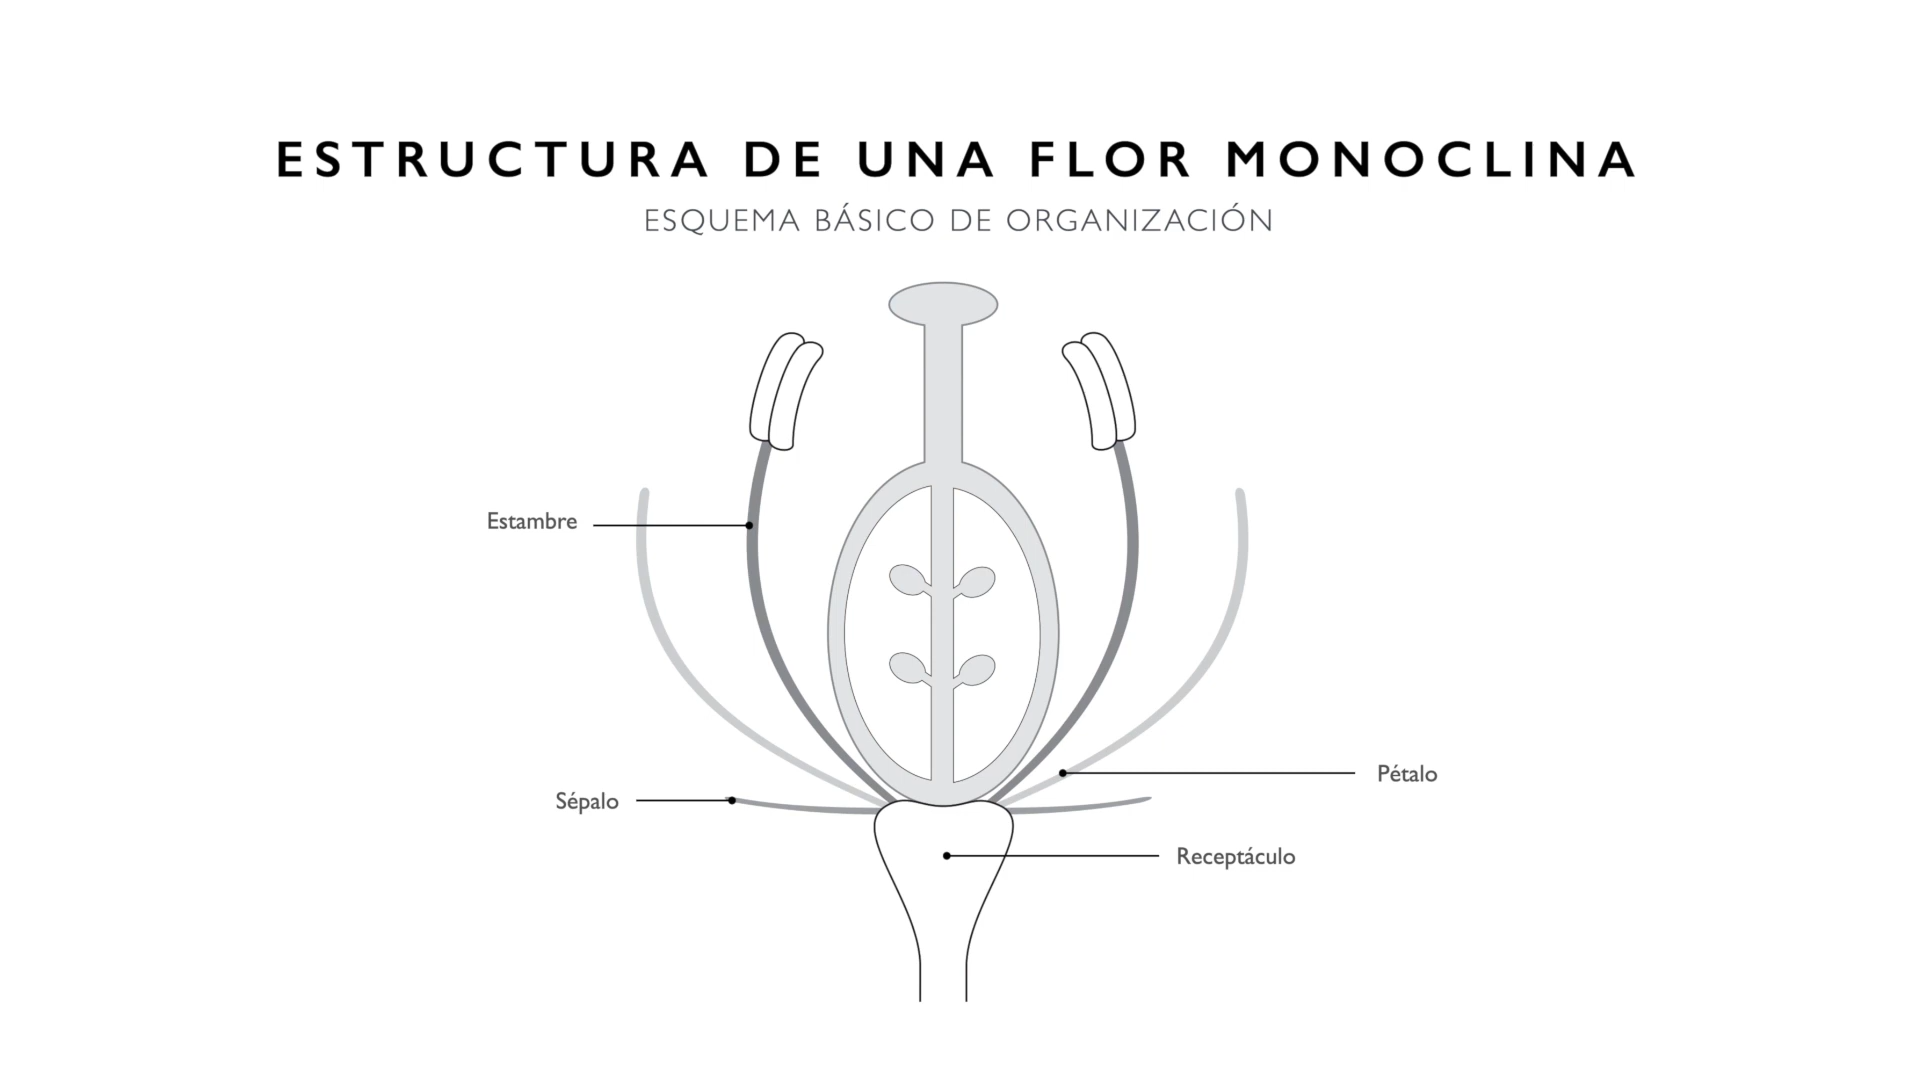 ESTRUCTURA DE UNA FLOR MONOCLINA
ESQUEMA BÁSICO DE ORGANIZACIÓN
Estambre
Pétalo
Sépalo
Receptáculo